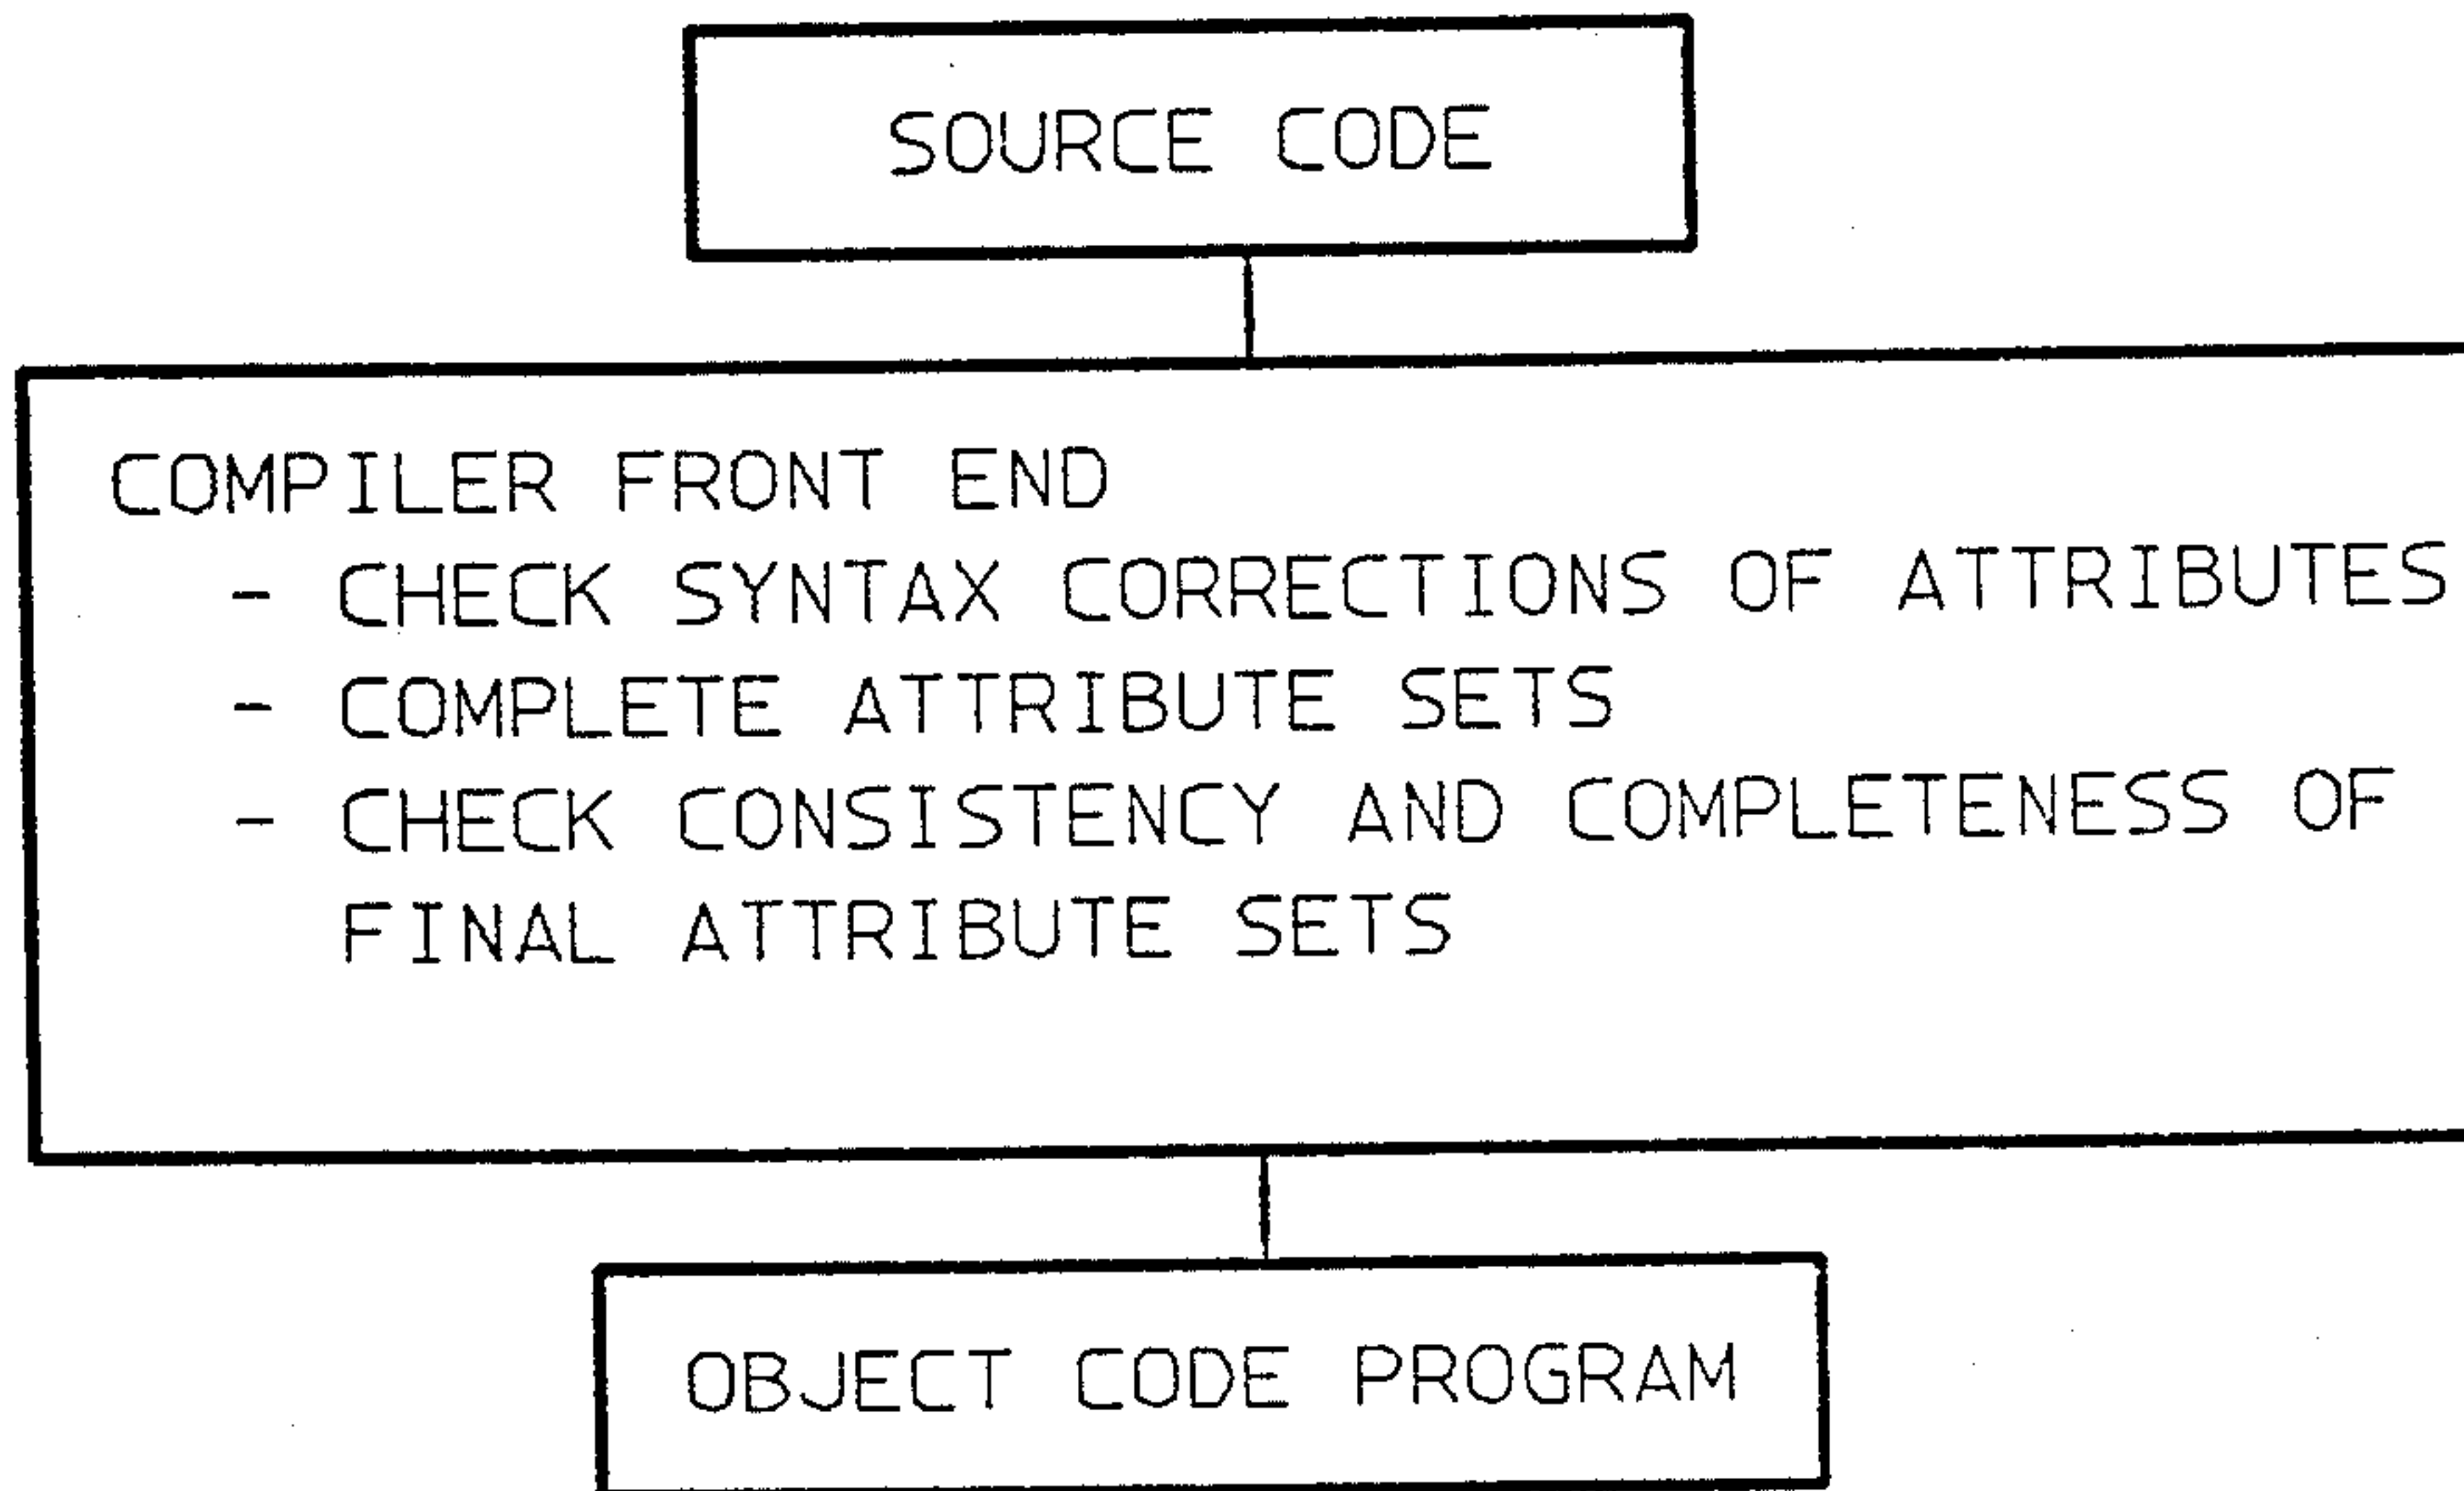 SOURCE CODE
COMPILER FRONT END
- CHECK SYNTAX CORRECTIONS OF ATTRIBUTES
- COMPLETE ATTRIBUTE SETS
- CHECK CONSISTENCY AND COMPLETENESS OF
FINAL ATTRIBUTE SETS
OBJECT CODE PROGRAM